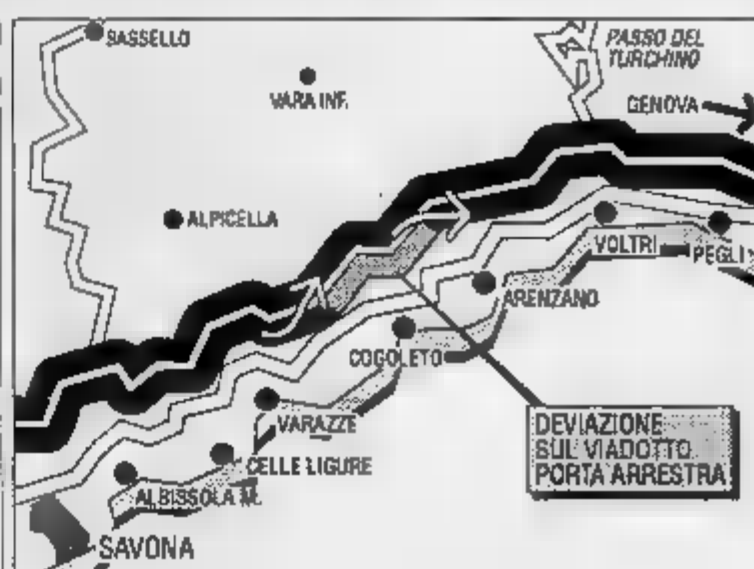 SASSELLO
PASSO DEL
TURCHINO
VARA INF.
GENOVA
ALPICELLA
VOLTRI
PEGLI
ARENZANO
COGOLETO
VARAZZE
DEVIAZIONE
SUL VIADOTTO
PORTA ARRESTRA
CELLE LIGURE
ALBISSOLA M.
SAVONA